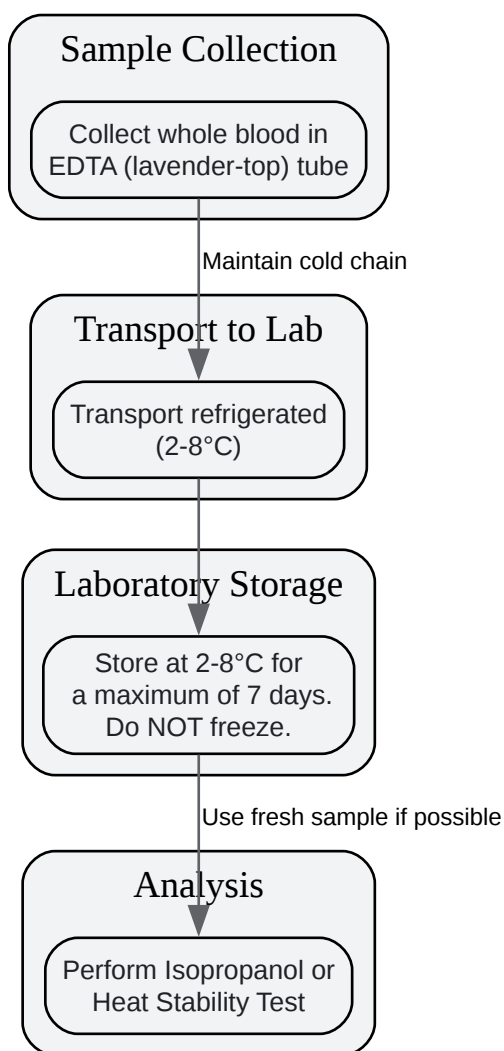 Sample Collection
Collect whole blood in
EDTA (lavender-top) tube
Maintain cold chain
Transport to Lab
Transport refrigerated
(2-8°C)
Laboratory Storage
Store at 2-8°C for
a maximum of 7 days.
Do NOT freeze.
Use fresh sample if possible
Analysis
Perform Isopropanol or
Heat Stability Test